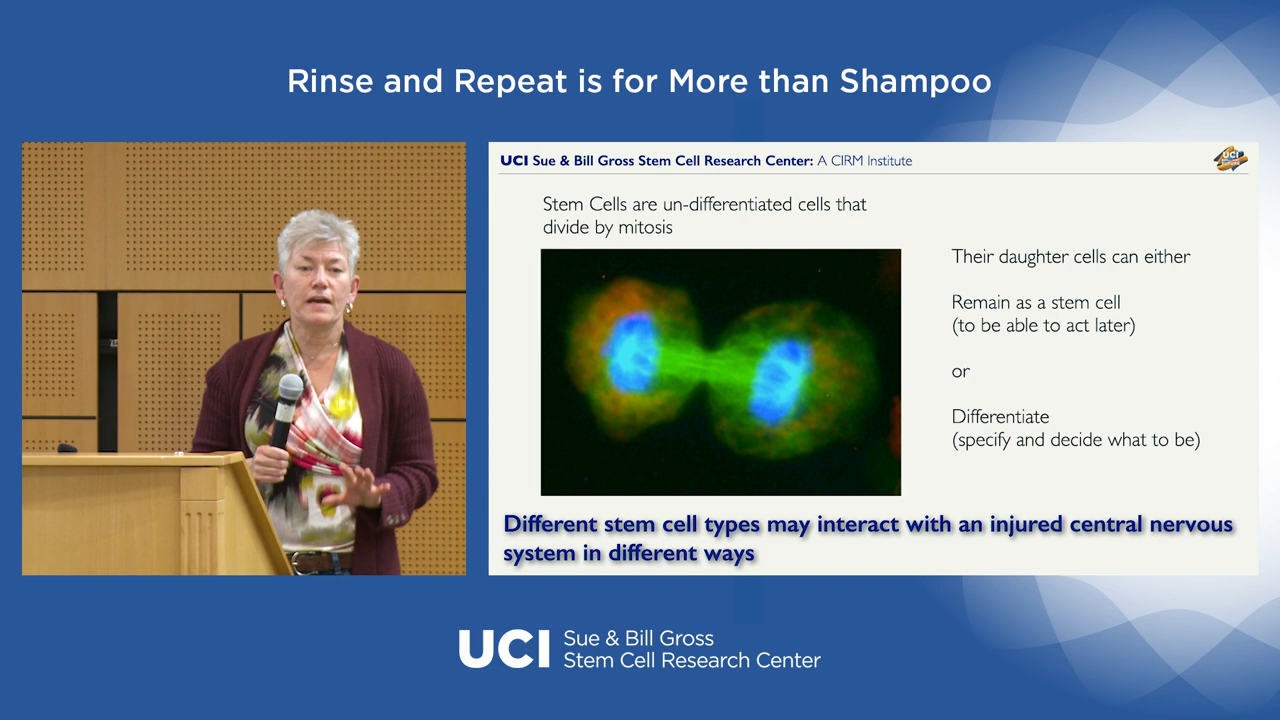 Rinse and Repeat is for More than Shampoo
UCI Sue & Bill Gross Stem Cell Research Center: A CIRM Institute
UCI
Stem Cells are un-differentiated cells that
divide by mitosis
Their daughter cells can either
Remain as a stem cell
(to be able to act later)
or
Differentiate
(specify and decide what to be)
Different stem cell types may interact with an injured central nervous
system in different ways
UCI Sue & Bill Gross
Stem Cell Research Center